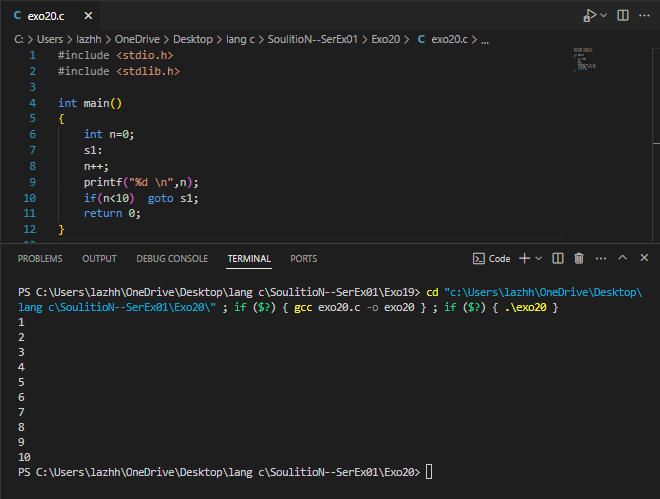 C exo20.c ×
C: > Users > lazhh > OneDrive > Desktop > lang c > SoulitioN--SerEx01 > Exo20 > C exo20.c > ...
1 #include <stdio.h>
2 #include <stdlib.h>
3
4 int main()
5 {
6 int n=0;
7 s1:
8 n++;
9 printf("%d \n",n);
10 if(n<10)  goto s1;
11 return 0;
12 }
PROBLEMS OUTPUT DEBUG CONSOLE TERMINAL PORTS Code
PS C:\Users\lazhh\OneDrive\Desktop\lang c\SoulitioN--SerEx01\Exo19> cd "c:\Users\lazhh\OneDrive\Desktop\
lang c\SoulitioN--SerEx01\Exo20\" ; if ($?) { gcc exo20.c -o exo20 } ; if ($?) { .\exo20 }
1
2
3
4
5
6
7
8
9
10
PS C:\Users\lazhh\OneDrive\Desktop\lang c\SoulitioN--SerEx01\Exo20>